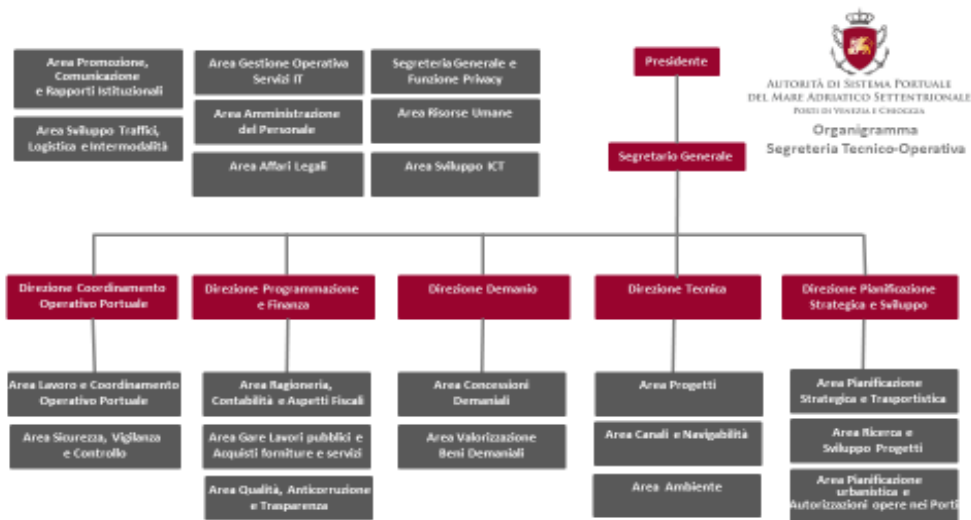 Area Promozione,
Comunicazione
e Rapporti Istituzionali
Area Sviluppo Traffici,
Logistica e Intermodalità
Area Gestione Operativa
Servizi IT
Area Amministrazione
del Personale
Area Affari Legali
Segreteria Generale e
Funzione Privacy
Area Risorse Umane
Area Sviluppo ICT
Presidente
Segretario Generale
AUTORITÀ DI SISTEMA PORTUALE
DEL MARE ADRIATICO SETTENTRIONALE
PORTI DI VENEZIA E CHIOGGIA
Organigramma
Segreteria Tecnico-Operativa
Direzione Coordinamento
Operativo Portuale
Direzione Programmazione
e Finanza
Direzione Demanio
Direzione Tecnica
Direzione Pianificazione
Strategica e Sviluppo
Area Lavoro e Coordinamento
Operativo Portuale
Area Sicurezza, Vigilanza
e Controllo
Area Ragioneria,
Contabilità e Aspetti Fiscali
Area Gare Lavori pubblici e
Acquisti forniture e servizi
Area Qualità, Anticorruzione
e Trasparenza
Area Concessioni
Demaniali
Area Valorizzazione
Beni Demaniali
Area Progetti
Area Canali e Navigabilità
Area Ambiente
Area Pianificazione
Strategica e Trasportistica
Area Ricerca e
Sviluppo Progetti
Area Pianificazione
urbanistica e
Autorizzazioni opere nei Porti